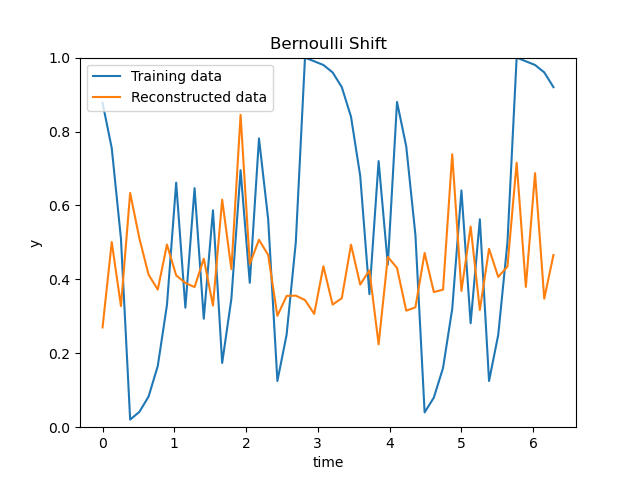 Bernoulli Shift
Training data
Reconstructed data
1.0
0.8
0.6
0.4
0.2
0.0
y
0 1 2 3 4 5 6
time